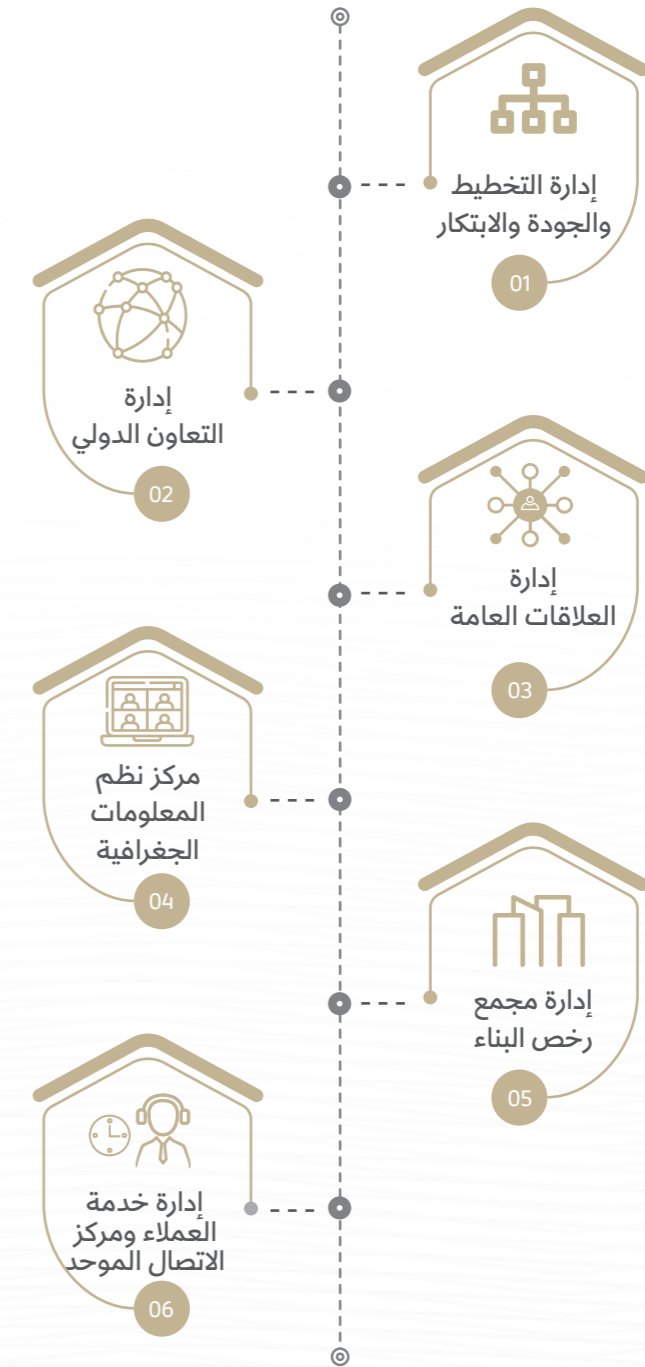 إدارة التخطيط
والجودة والابتكار
01
إدارة
التعاون الدولي
02
إدارة
العلاقات العامة
03
مركز نظم
المعلومات
الجغرافية
04
إدارة مجمع
رخص البناء
05
إدارة خدمة
العملاء ومركز
الاتصال الموحد
06